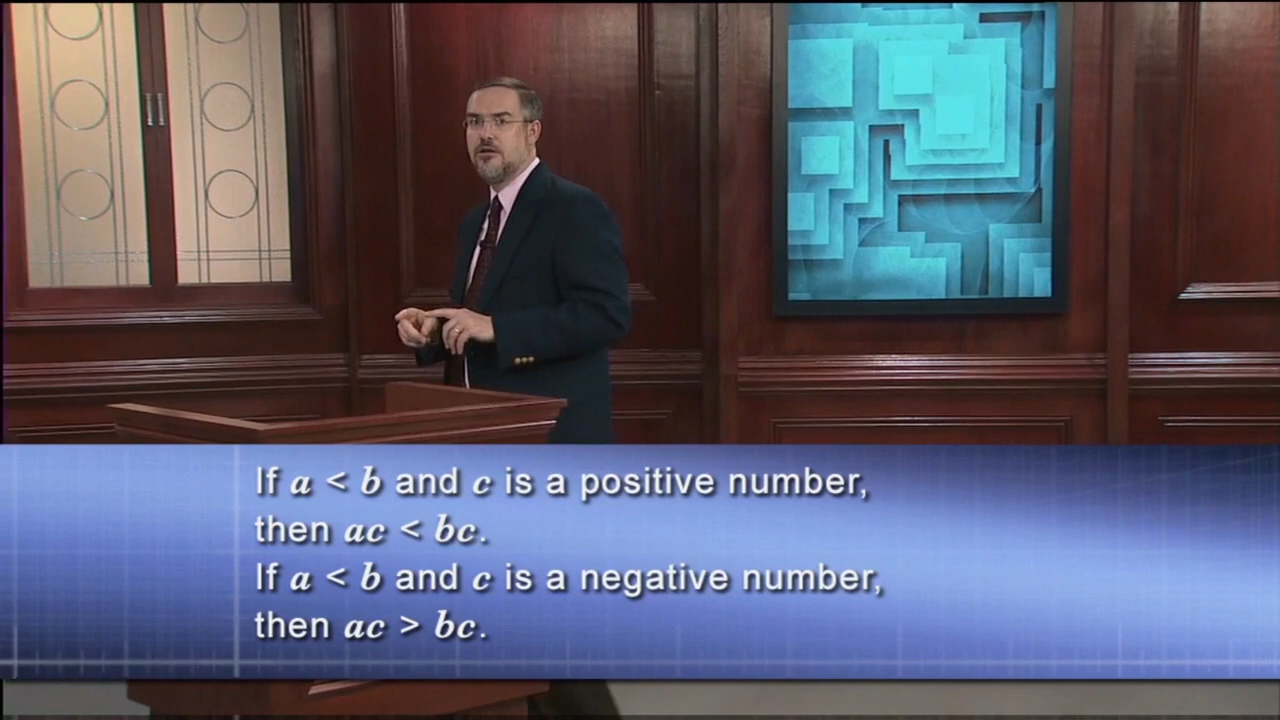 If a < b and c is a positive number,
then ac < bc.
If a < b and c is a negative number,
then ac > bc.